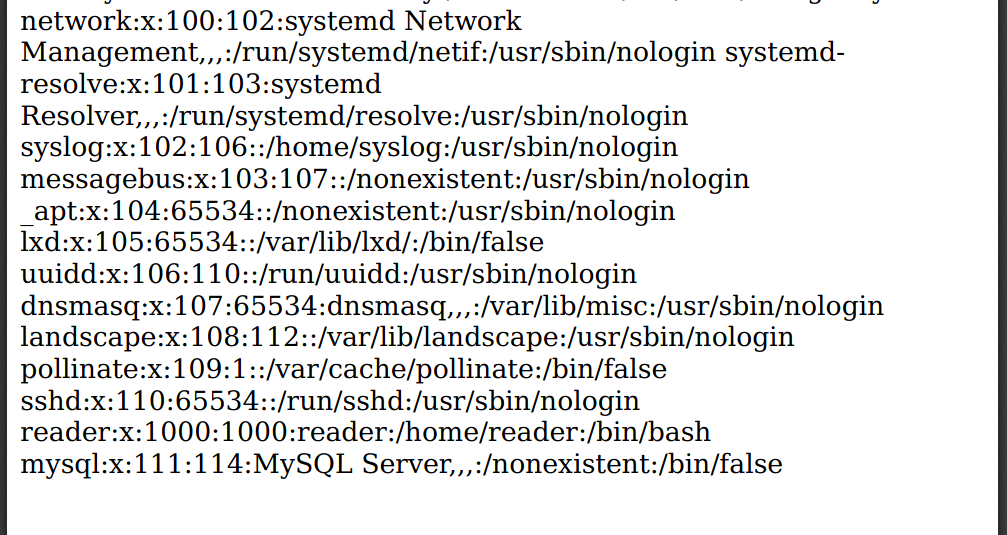 network:x:100:102:systemd Network
Management,,,:/run/systemd/netif:/usr/sbin/nologin systemd-
resolve:x:101:103:systemd
Resolver,,,:/run/systemd/resolve:/usr/sbin/nologin
syslog:x:102:106::/home/syslog:/usr/sbin/nologin
messagebus:x:103:107::/nonexistent:/usr/sbin/nologin
_apt:x:104:65534::/nonexistent:/usr/sbin/nologin
lxd:x:105:65534::/var/lib/lxd/:/bin/false
uuidd:x:106:110::/run/uuidd:/usr/sbin/nologin
dnsmasq:x:107:65534:dnsmasq,,,:/var/lib/misc:/usr/sbin/nologin
landscape:x:108:112::/var/lib/landscape:/usr/sbin/nologin
pollinate:x:109:1::/var/cache/pollinate:/bin/false
sshd:x:110:65534::/run/sshd:/usr/sbin/nologin
reader:x:1000:1000:reader:/home/reader:/bin/bash
mysql:x:111:114:MySQL Server,,,:/nonexistent:/bin/false